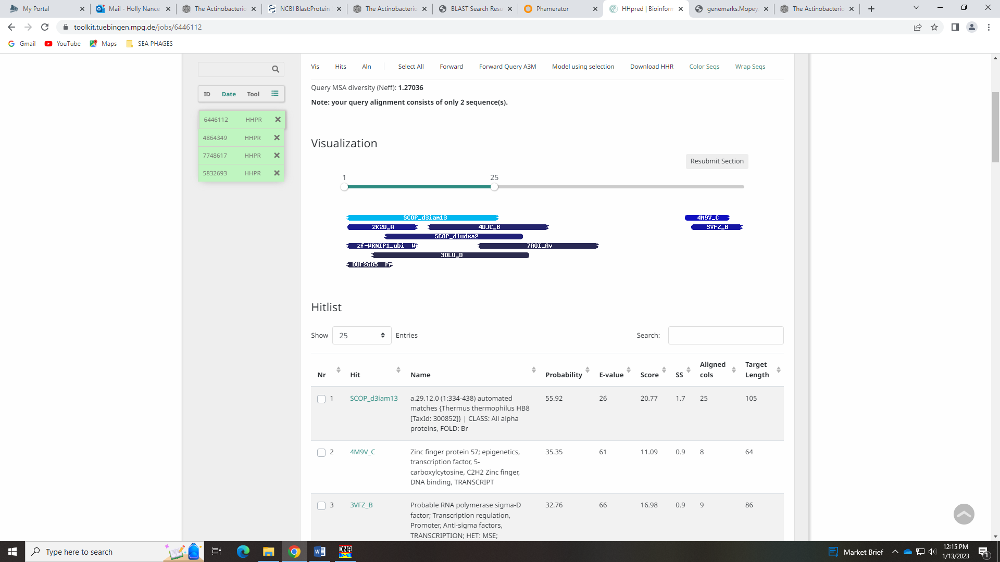 My Portal
Mail - Holly Nance
The Actinobacterio
NCBI Blast:Protein
The Actinobacterio
BLAST Search Resu
Phamerator
HHpred | Bioinform
genemarks.Mopey
The Actinobacterio
toolkit.tuebingen.mpg.de/jobs/6446112
Gmail
YouTube
Maps
SEA PHAGES
Vis Hits Aln Select All Forward Forward Query A3M Model using selection Download HHR Color Seqs Wrap Seqs
ID Date Tool
6446112 HHPR
4864349 HHPR
7748617 HHPR
5832693 HHPR
Query MSA diversity (Neff): 1.27036
Note: your query alignment consists of only 2 sequence(s).
Visualization
Resubmit Section
1 25
SCOP_d3iam13 4M9V_C
2K2D_A 4DJC_B 3VFZ_B
SCOP_d1udxa2
zf-WRNIP1_ubi W 7AOI_Av
3DLU_D
DUF2685 Pr
Hitlist
Show 25 Entries
Search:
Nr Hit Name Probability E-value Score SS Aligned cols Target Length
1 SCOP_d3iam13 a.29.12.0 (1:334-438) automated 55.92 26 20.77 1.7 25 105
matches {Thermus thermophilus HB8
[TaxId: 300852]} | CLASS: All alpha
proteins, FOLD: Br
2 4M9V_C Zinc finger protein 57; epigenetics, 35.35 61 11.09 0.9 8 64
transcription factor, 5-
carboxylcytosine, C2H2 Zinc finger,
DNA binding, TRANSCRIPT
3 3VFZ_B Probable RNA polymerase sigma-D 32.76 66 16.98 0.9 9 86
factor; Transcription regulation,
Promoter, Anti-sigma factors,
TRANSCRIPTION; HET: MSE;
Type here to search
DNA
Market Brief
12:15 PM
1/13/2023
1